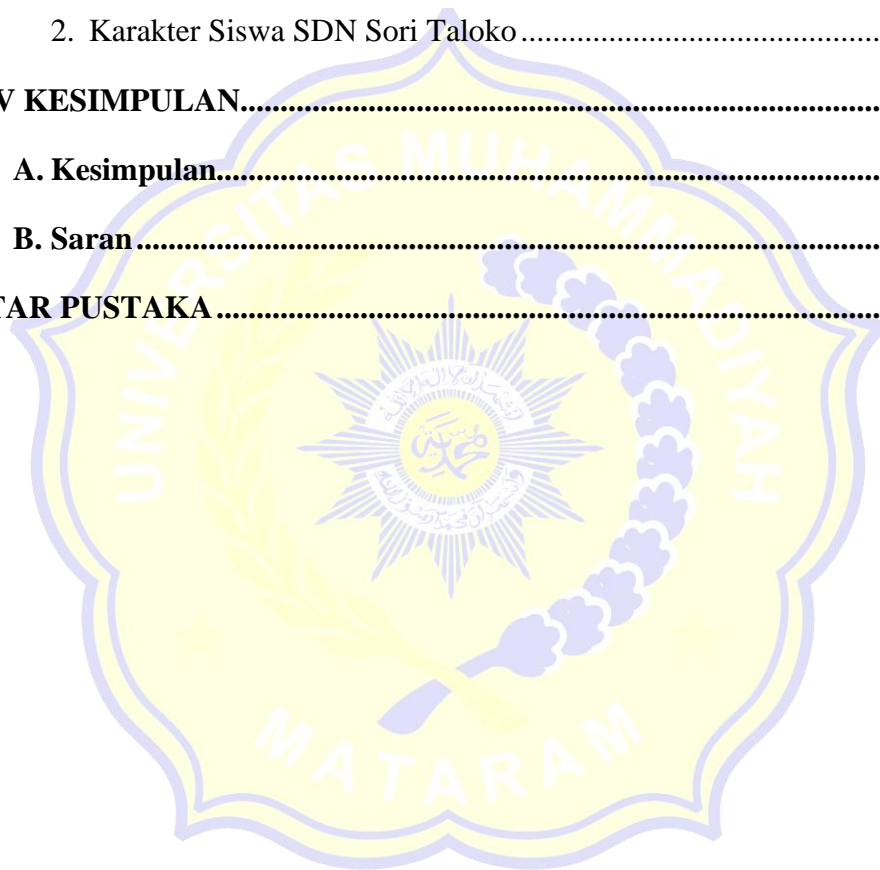 2. Karakter Siswa SDN Sori Taloko
V KESIMPULAN
A. Kesimpulan
B. Saran
TAR PUSTAKA
UNIVERSITAS MUHAMMADIYAH
MATARAM